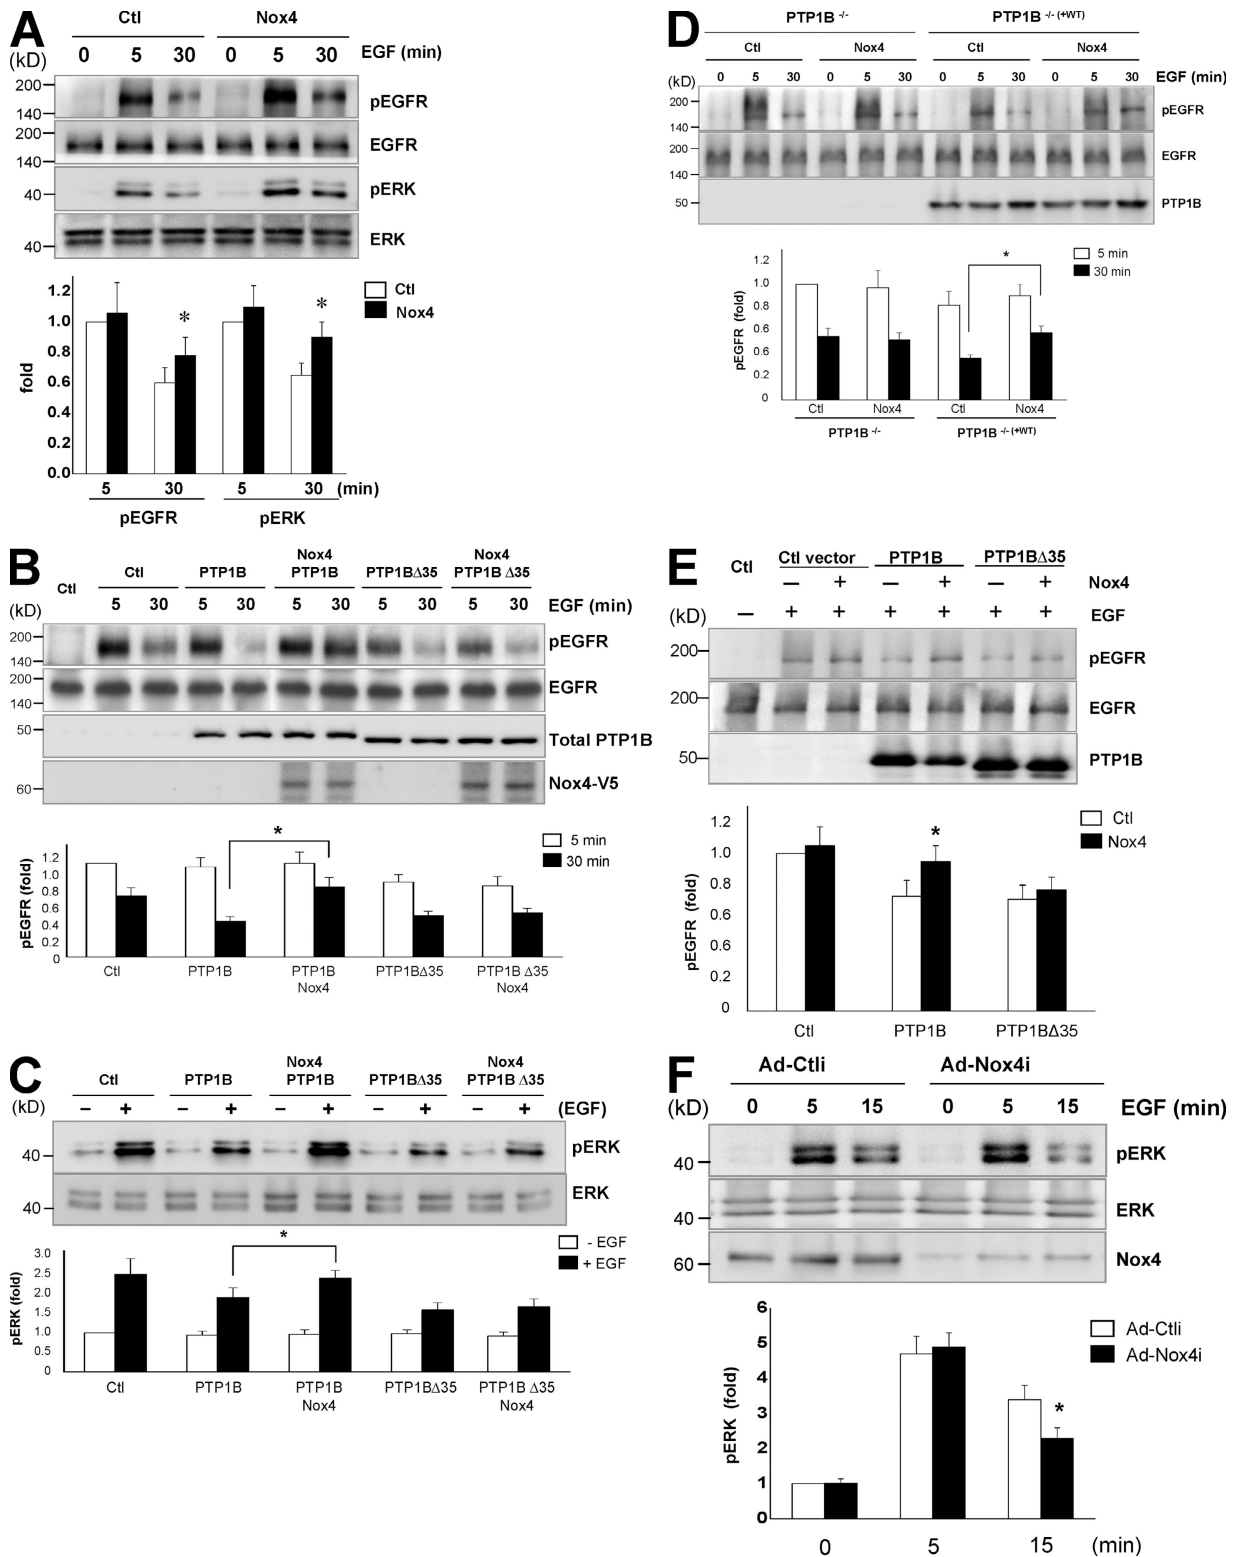 A
Ctl Nox4
(kD) 0 5 30 0 5 30 EGF (min)
200
140
pEGFR
200
140
EGFR
40
pERK
40
ERK
1.2
1.0
0.8
0.6
0.4
0.2
0.0
fold
* *
Ctl
Nox4
5 30 5 30 (min)
pEGFR pERK
B
Ctl Ctl PTP1B Nox4 PTP1B PTP1BΔ35 Nox4 PTP1B Δ35
(kD) 5 30 5 30 5 30 5 30 5 30 EGF (min)
200
140
pEGFR
200
140
EGFR
50
Total PTP1B
60
Nox4-V5
1.2
1.0
0.8
0.6
0.4
0.2
0
pEGFR (fold)
*
5 min
30 min
Ctl PTP1B PTP1B PTP1BΔ35 PTP1B Δ35
Nox4 Nox4
C
Ctl PTP1B Nox4 PTP1B PTP1BΔ35 Nox4 PTP1B Δ35
(kD) – + – + – + – + – + (EGF)
40
pERK
40
ERK
3.0
2.5
2.0
1.5
1.0
0.5
0
pERK (fold)
*
- EGF
+ EGF
Ctl PTP1B PTP1B PTP1BΔ35 PTP1B Δ35
Nox4 Nox4
D
PTP1B -/- PTP1B -/- (+WT)
Ctl Nox4 Ctl Nox4
(kD) 0 5 30 0 5 30 0 5 30 0 5 30 EGF (min)
200
140
pEGFR
200
140
EGFR
50
PTP1B
1.2
1.0
0.8
0.6
0.6
0.2
0
pEGFR (fold)
*
5 min
30 min
Ctl Nox4 Ctl Nox4
PTP1B -/- PTP1B -/- (+WT)
E
Ctl Ctl vector PTP1B PTP1BΔ35
– + – + – + Nox4
(kD) – + + + + + + EGF
200
pEGFR
200
EGFR
50
PTP1B
1.2
1.0
0.8
0.6
0.6
0.2
0
pEGFR (fold)
*
Ctl
Nox4
Ctl PTP1B PTP1BΔ35
F
Ad-Ctli Ad-Nox4i
(kD) 0 5 15 0 5 15 EGF (min)
40
pERK
40
ERK
60
Nox4
6
5
4
3
2
1
0
pERK (fold)
*
Ad-Ctli
Ad-Nox4i
0 5 15 (min)